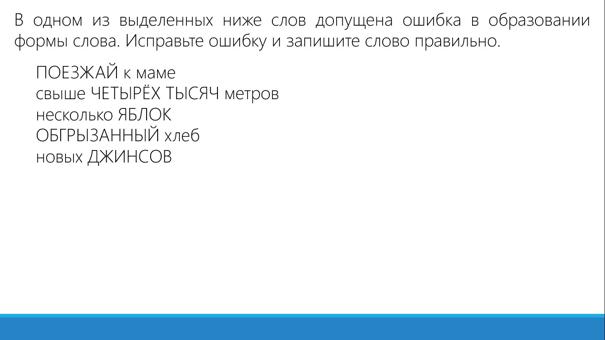 В одном из выделенных ниже слов допущена ошибка в образовании
формы слова. Исправьте ошибку и запишите слово правильно.
ПОЕЗЖАЙ к маме
свыше ЧЕТЫРЁХ ТЫСЯЧ метров
несколько ЯБЛОК
ОБГРЫЗАННЫЙ хлеб
новых ДЖИНСОВ